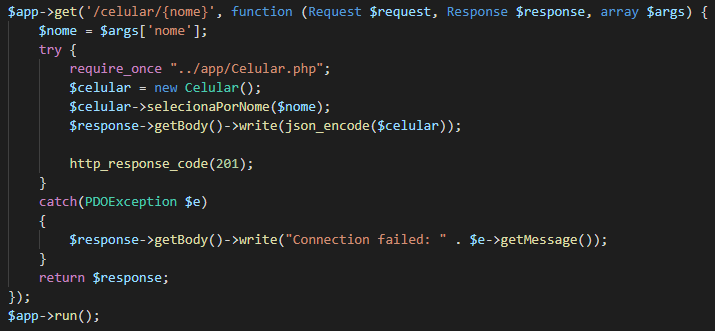 $app->get('/celular/{nome}', function (Request $request, Response $response, array $args) {
    $nome = $args['nome'];
    try {
        require_once "../app/Celular.php";
        $celular = new Celular();
        $celular->selecionaPorNome($nome);
        $response->getBody()->write(json_encode($celular));

        http_response_code(201);
    }
    catch(PDOException $e)
    {
        $response->getBody()->write("Connection failed: " . $e->getMessage());
    }
    return $response;
});
$app->run();